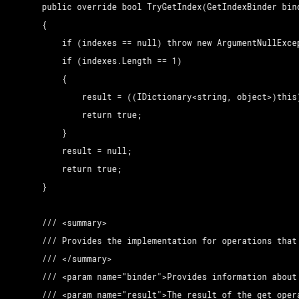 public override bool TryGetIndex(GetIndexBinder bin
{
if (indexes == null) throw new ArgumentNullExcep
if (indexes.Length == 1)
{
result = ((IDictionary<string, object>)this
return true;
}
result = null;
return true;
}
/// <summary>
/// Provides the implementation for operations that
/// </summary>
/// <param name="binder">Provides information about
/// <param name="result">The result of the get opera